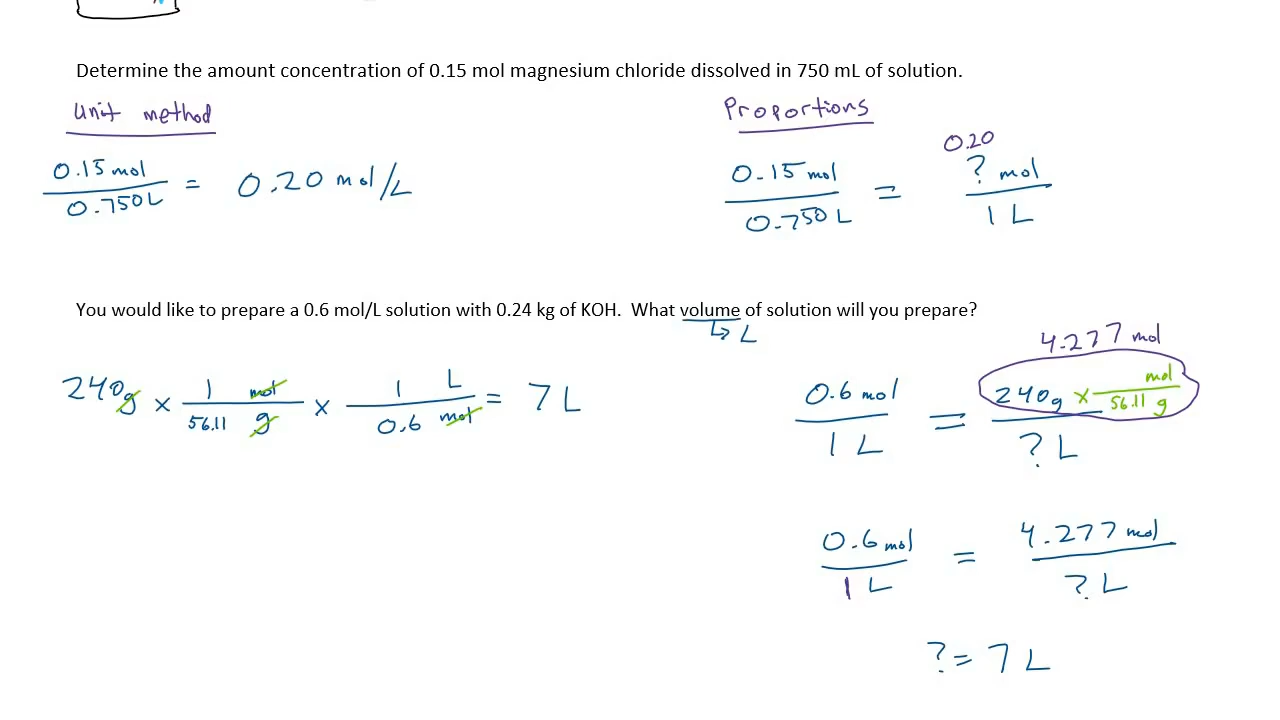 Determine the amount concentration of 0.15 mol magnesium chloride dissolved in 750 mL of solution.
Unit method
0.15 mol
0.750L
= 0.20 mol/L
Proportions
0.15 mol
0.750 L
=
0.20
? mol
1 L
You would like to prepare a 0.6 mol/L solution with 0.24 kg of KOH.  What volume of solution will you prepare?
↳ L
240g × 1 mol
56.11 g
× 1 L
0.6 mol
= 7 L
4.277 mol
0.6 mol
1 L
=
240g × mol
56.11 g
? L
0.6 mol
1 L
=
4.277 mol
? L
? = 7 L